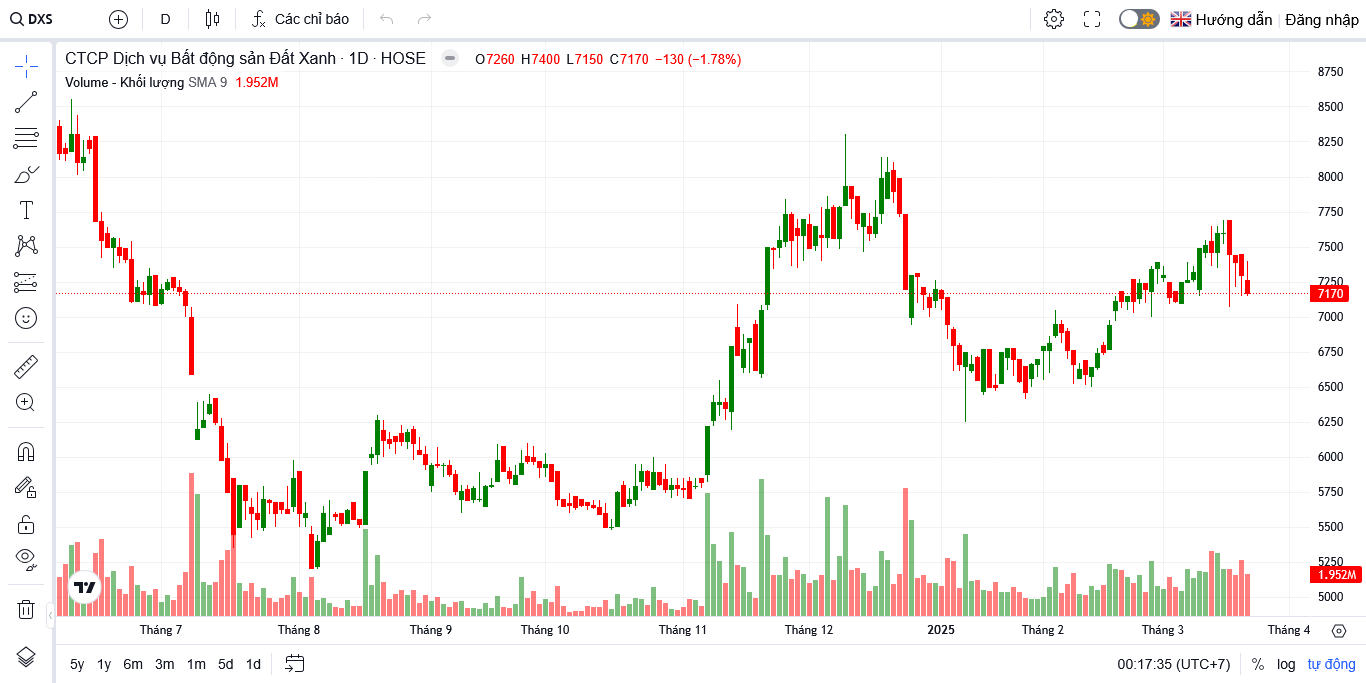 DXS D Các chỉ báo Hướng dẫn Đăng nhập
CTCP Dịch vụ Bất động sản Đất Xanh · 1D · HOSE O7260 H7400 L7150 C7170 −130 (−1.78%)
Volume - Khối lượng SMA 9 1.952M
8750
8500
8250
8000
7750
7500
7250
7170
7000
6750
6500
6250
6000
5750
5500
5250
1.952M
5000
Tháng 7 Tháng 8 Tháng 9 Tháng 10 Tháng 11 Tháng 12 2025 Tháng 2 Tháng 3 Tháng 4
5y 1y 6m 3m 1m 5d 1d 00:17:35 (UTC+7) % log tự động